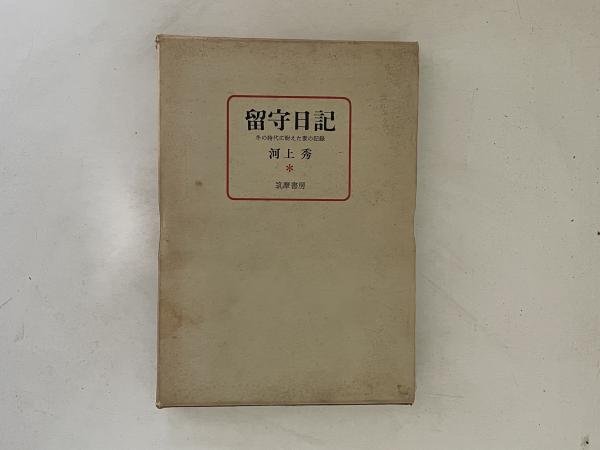 留守日記
冬の時代に耐えた妻の記録
河上秀
*
筑摩書房